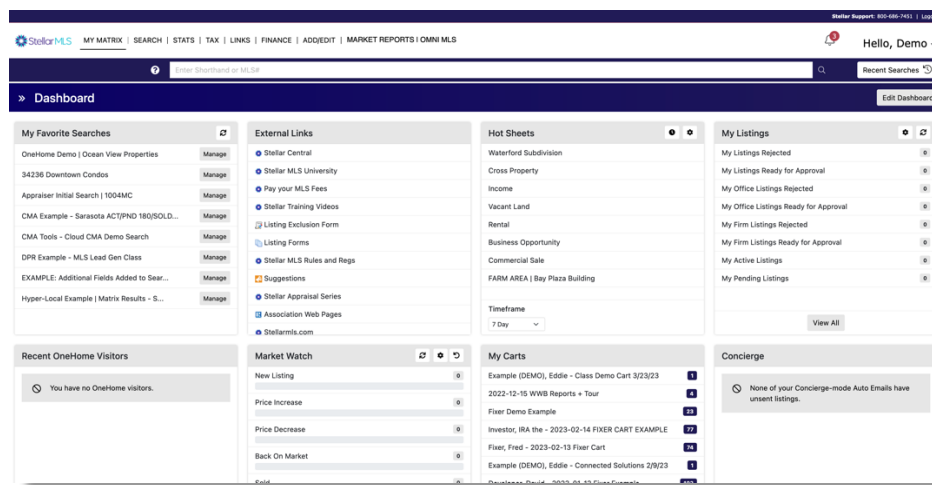 Stellar Support: 800-686-7451 |
StellarMLS MY MATRIX | SEARCH | STATS | TAX | LINKS | FINANCE | ADD/EDIT | MARKET REPORTS | OMNI MLS
3
Hello, Demo
Enter Shorthand or MLS#
Recent Searches
» Dashboard
Edit Dashboard
My Favorite Searches
OneHome Demo | Ocean View Properties Manage
34236 Downtown Condos Manage
Appraiser Initial Search | 1004MC Manage
CMA Example - Sarasota ACT/PND 180/SOLD... Manage
CMA Tools - Cloud CMA Demo Search Manage
DPR Example - MLS Lead Gen Class Manage
EXAMPLE: Additional Fields Added to Sear... Manage
Hyper-Local Example | Matrix Results - S... Manage
External Links
Stellar Central
Stellar MLS University
Pay your MLS Fees
Stellar Training Videos
Listing Exclusion Form
Listing Forms
Stellar MLS Rules and Regs
Suggestions
Stellar Appraisal Series
Association Web Pages
Stellarmls.com
Hot Sheets
Waterford Subdivision
Cross Property
Income
Vacant Land
Rental
Business Opportunity
Commercial Sale
FARM AREA | Bay Plaza Building
Timeframe
7 Day
My Listings
My Listings Rejected 0
My Listings Ready for Approval 0
My Office Listings Rejected 0
My Office Listings Ready for Approval 0
My Firm Listings Rejected 0
My Firm Listings Ready for Approval 0
My Active Listings 0
My Pending Listings 0
View All
Recent OneHome Visitors
You have no OneHome visitors.
Market Watch
New Listing 0
Price Increase 0
Price Decrease 0
Back On Market 0
Sold
My Carts
Example (DEMO), Eddie - Class Demo Cart 3/23/23 1
2022-12-15 WWB Reports + Tour 4
Fixer Demo Example 23
Investor, IRA the - 2023-02-14 FIXER CART EXAMPLE 77
Fixer, Fred - 2023-02-13 Fixer Cart 74
Example (DEMO), Eddie - Connected Solutions 2/9/23 1
Concierge
None of your Concierge-mode Auto Emails have
unsent listings.